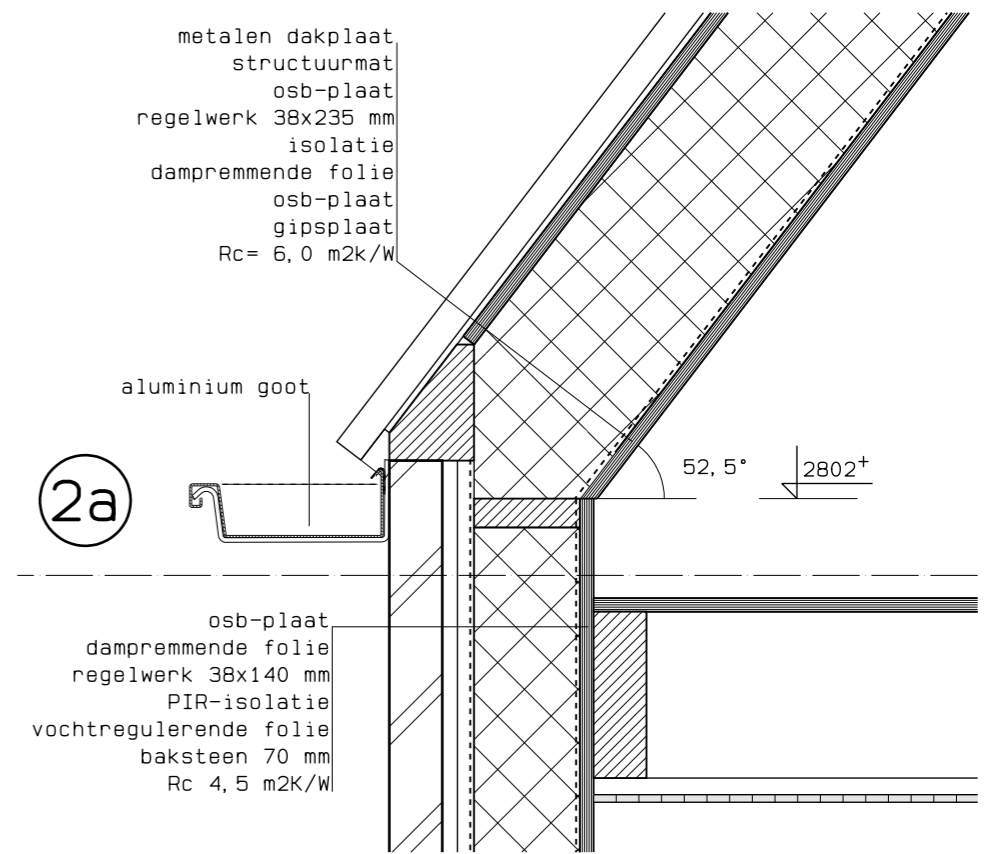 metalen dakplaat
structuurmat
osb-plaat
regelwerk 38x235 mm
isolatie
dampremmende folie
osb-plaat
gipsplaat
Rc= 6,0 m2k/W
aluminium goot
2a
52,5°
2802+
osb-plaat
dampremmende folie
regelwerk 38x140 mm
PIR-isolatie
vochtregulerende folie
baksteen 70 mm
Rc 4,5 m2K/W